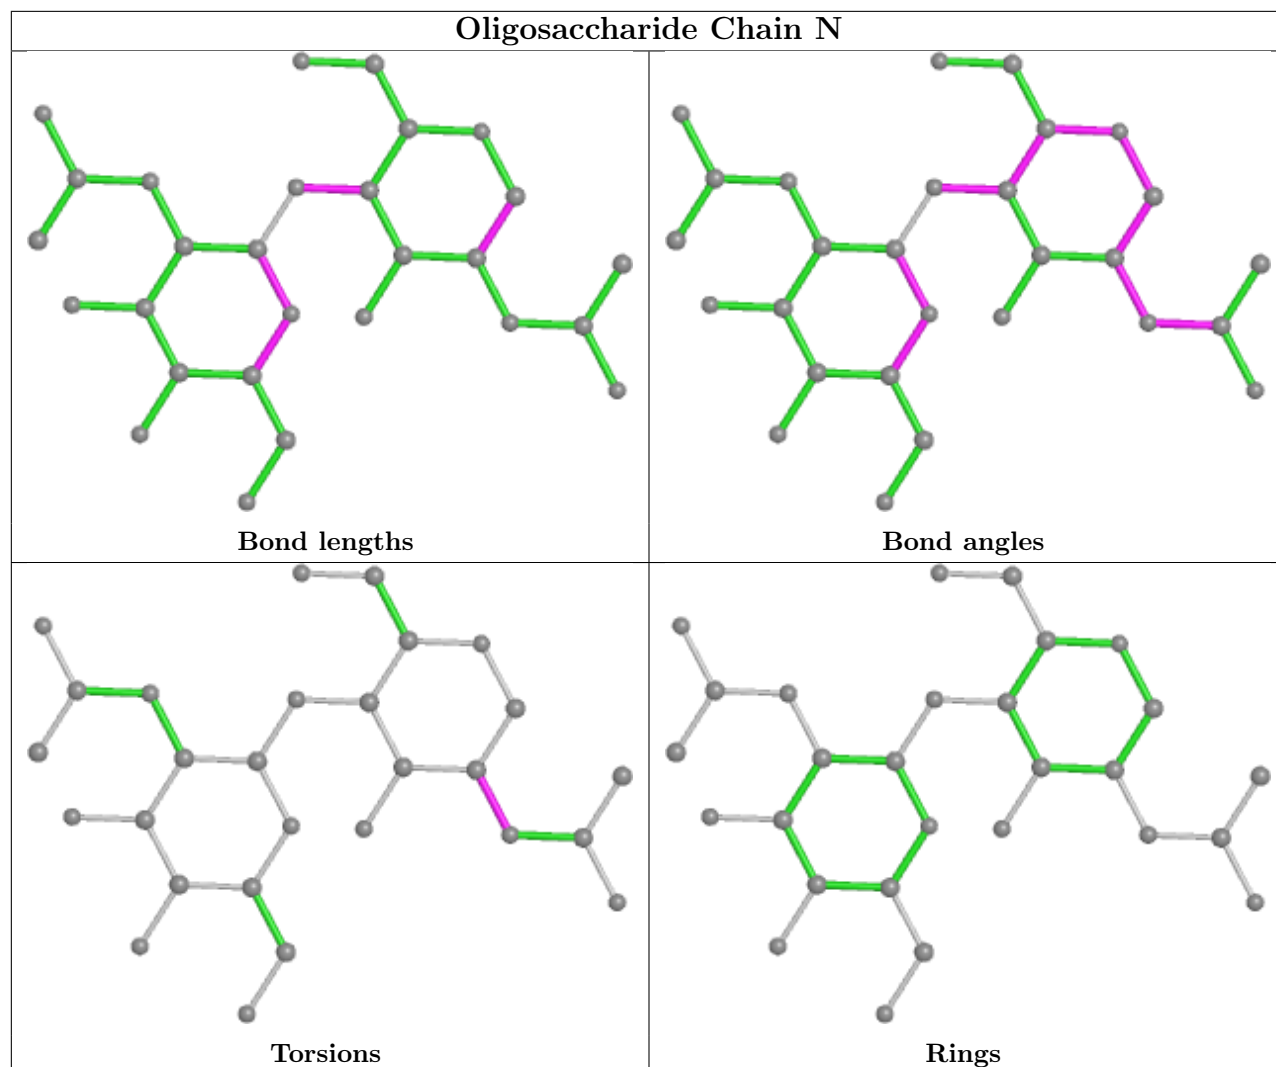 Oligosaccharide Chain N
Bond lengths
Bond angles
Torsions
Rings